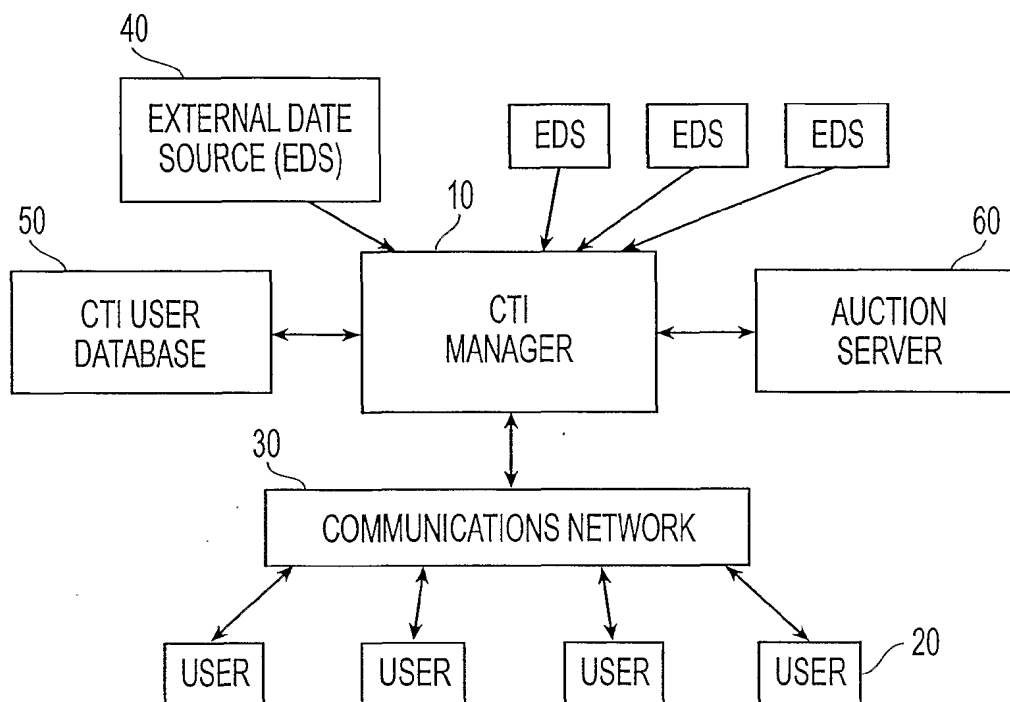 40
EXTERNAL DATE
SOURCE (EDS)
EDS
EDS
EDS
10
50
60
CTI USER
DATABASE
CTI
MANAGER
AUCTION
SERVER
30
COMMUNICATIONS NETWORK
USER
USER
USER
USER
20